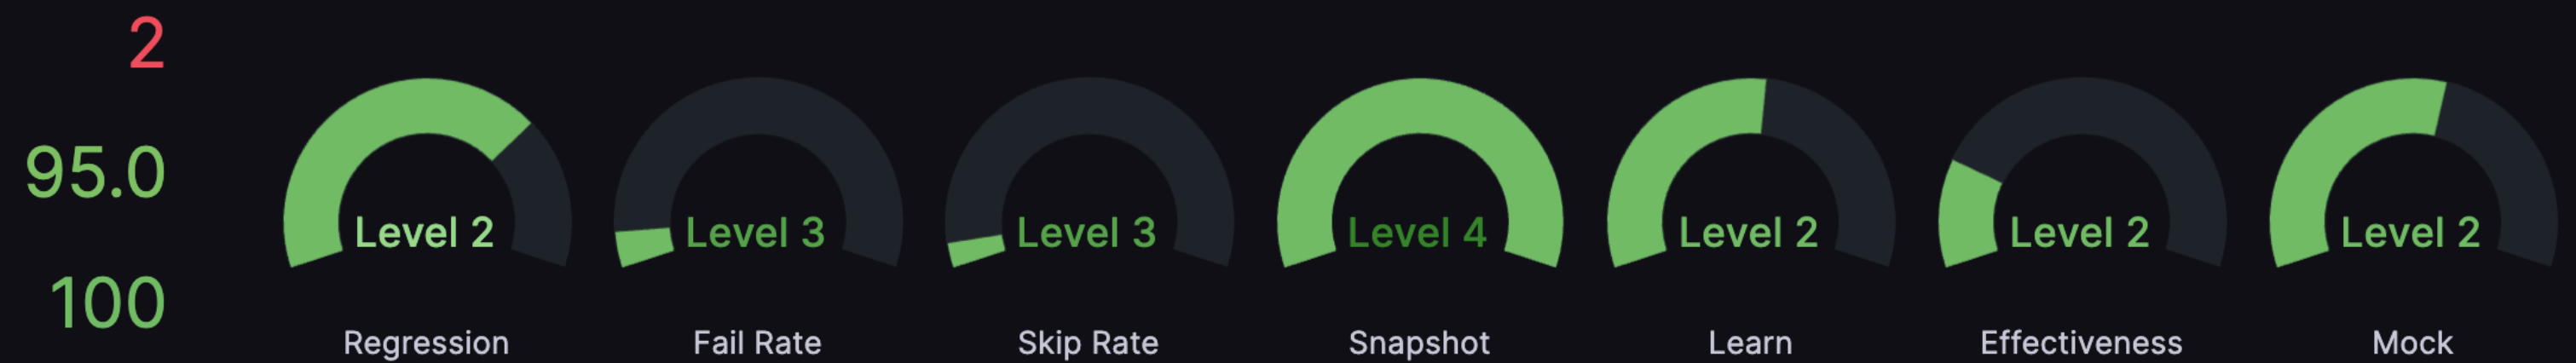 2
95.0
100
Level 2
Regression
Level 3
Fail Rate
Level 3
Skip Rate
Level 4
Snapshot
Level 2
Learn
Level 2
Effectiveness
Level 2
Mock